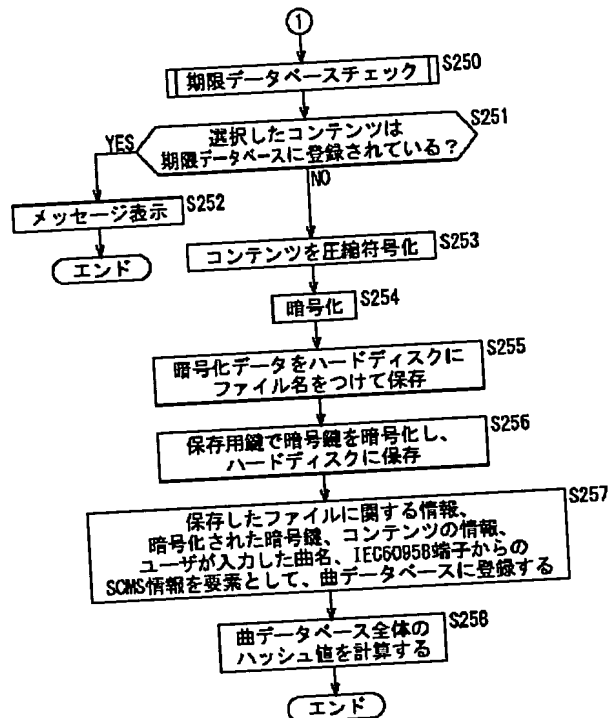 ①
期限データベースチェック S250
選択したコンテンツは S251
期限データベースに登録されている？
YES
NO
メッセージ表示 S252
エンド
コンテンツを圧縮符号化 S253
暗号化 S254
暗号化データをハードディスクに S255
ファイル名をつけて保存
保存用鍵で暗号鍵を暗号化し、 S256
ハードディスクに保存
保存したファイルに関する情報、 S257
暗号化された暗号鍵、コンテンツの情報、
ユーザが入力した曲名、IEC60958端子からの
SCMS情報を要素として、曲データベースに登録する
曲データベース全体の S258
ハッシュ値を計算する
エンド